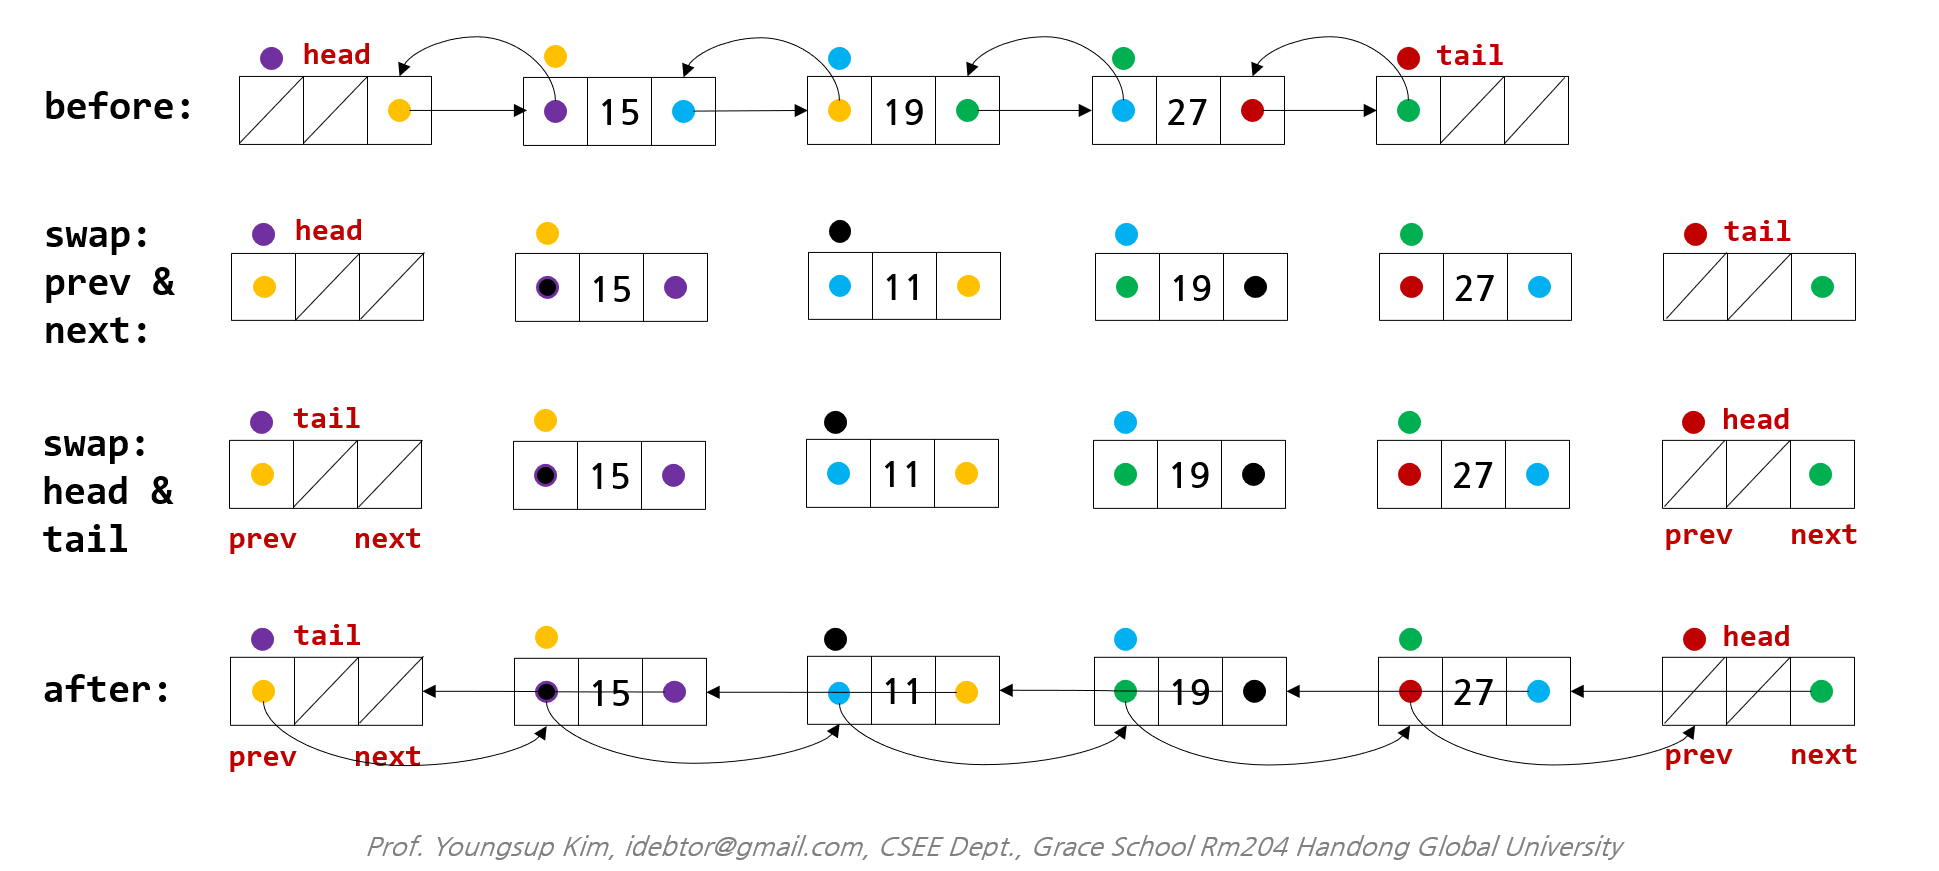 head tail
before: 15 19 27
swap: head tail
prev & 15 11 19 27
next:
tail head
swap: 15 11 19 27
head &
tail prev next prev next
tail head
after: 15 11 19 27
prev next prev next
Prof. Youngsup Kim, idebtor@gmail.com, CSEE Dept., Grace School Rm204 Handong Global University